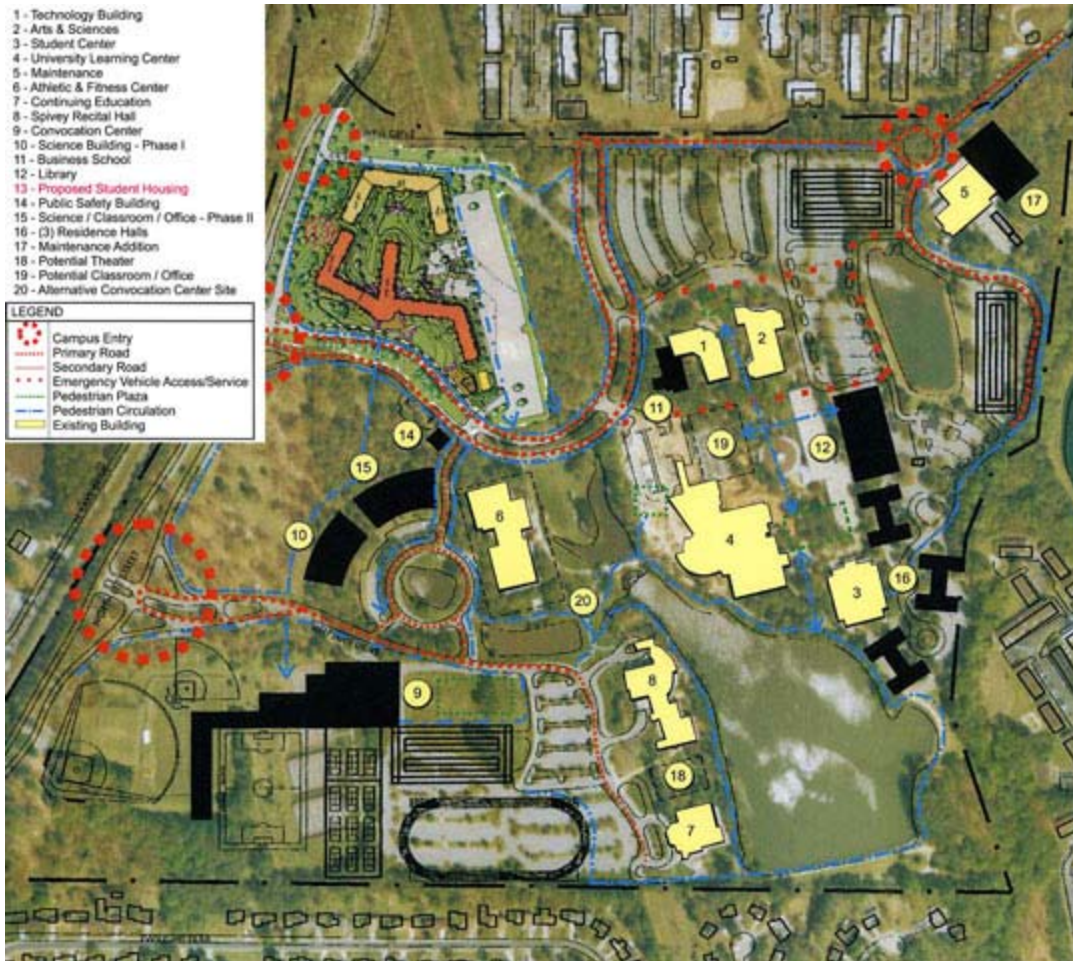 1 - Technology Building
2 - Arts & Sciences
3 - Student Center
4 - University Learning Center
5 - Maintenance
6 - Athletic & Fitness Center
7 - Continuing Education
8 - Spivey Recital Hall
9 - Convocation Center
10 - Science Building - Phase I
11 - Business School
12 - Library
13 - Proposed Student Housing
14 - Public Safety Building
15 - Science / Classroom / Office - Phase II
16 - (3) Residence Halls
17 - Maintenance Addition
18 - Potential Theater
19 - Potential Classroom / Office
20 - Alternative Convocation Center Site
LEGEND
Campus Entry
Primary Road
Secondary Road
Emergency Vehicle Access/Service
Pedestrian Plaza
Pedestrian Circulation
Existing Building
5
17
1
2
11
19
12
14
15
6
10
4
3
16
20
8
9
18
7